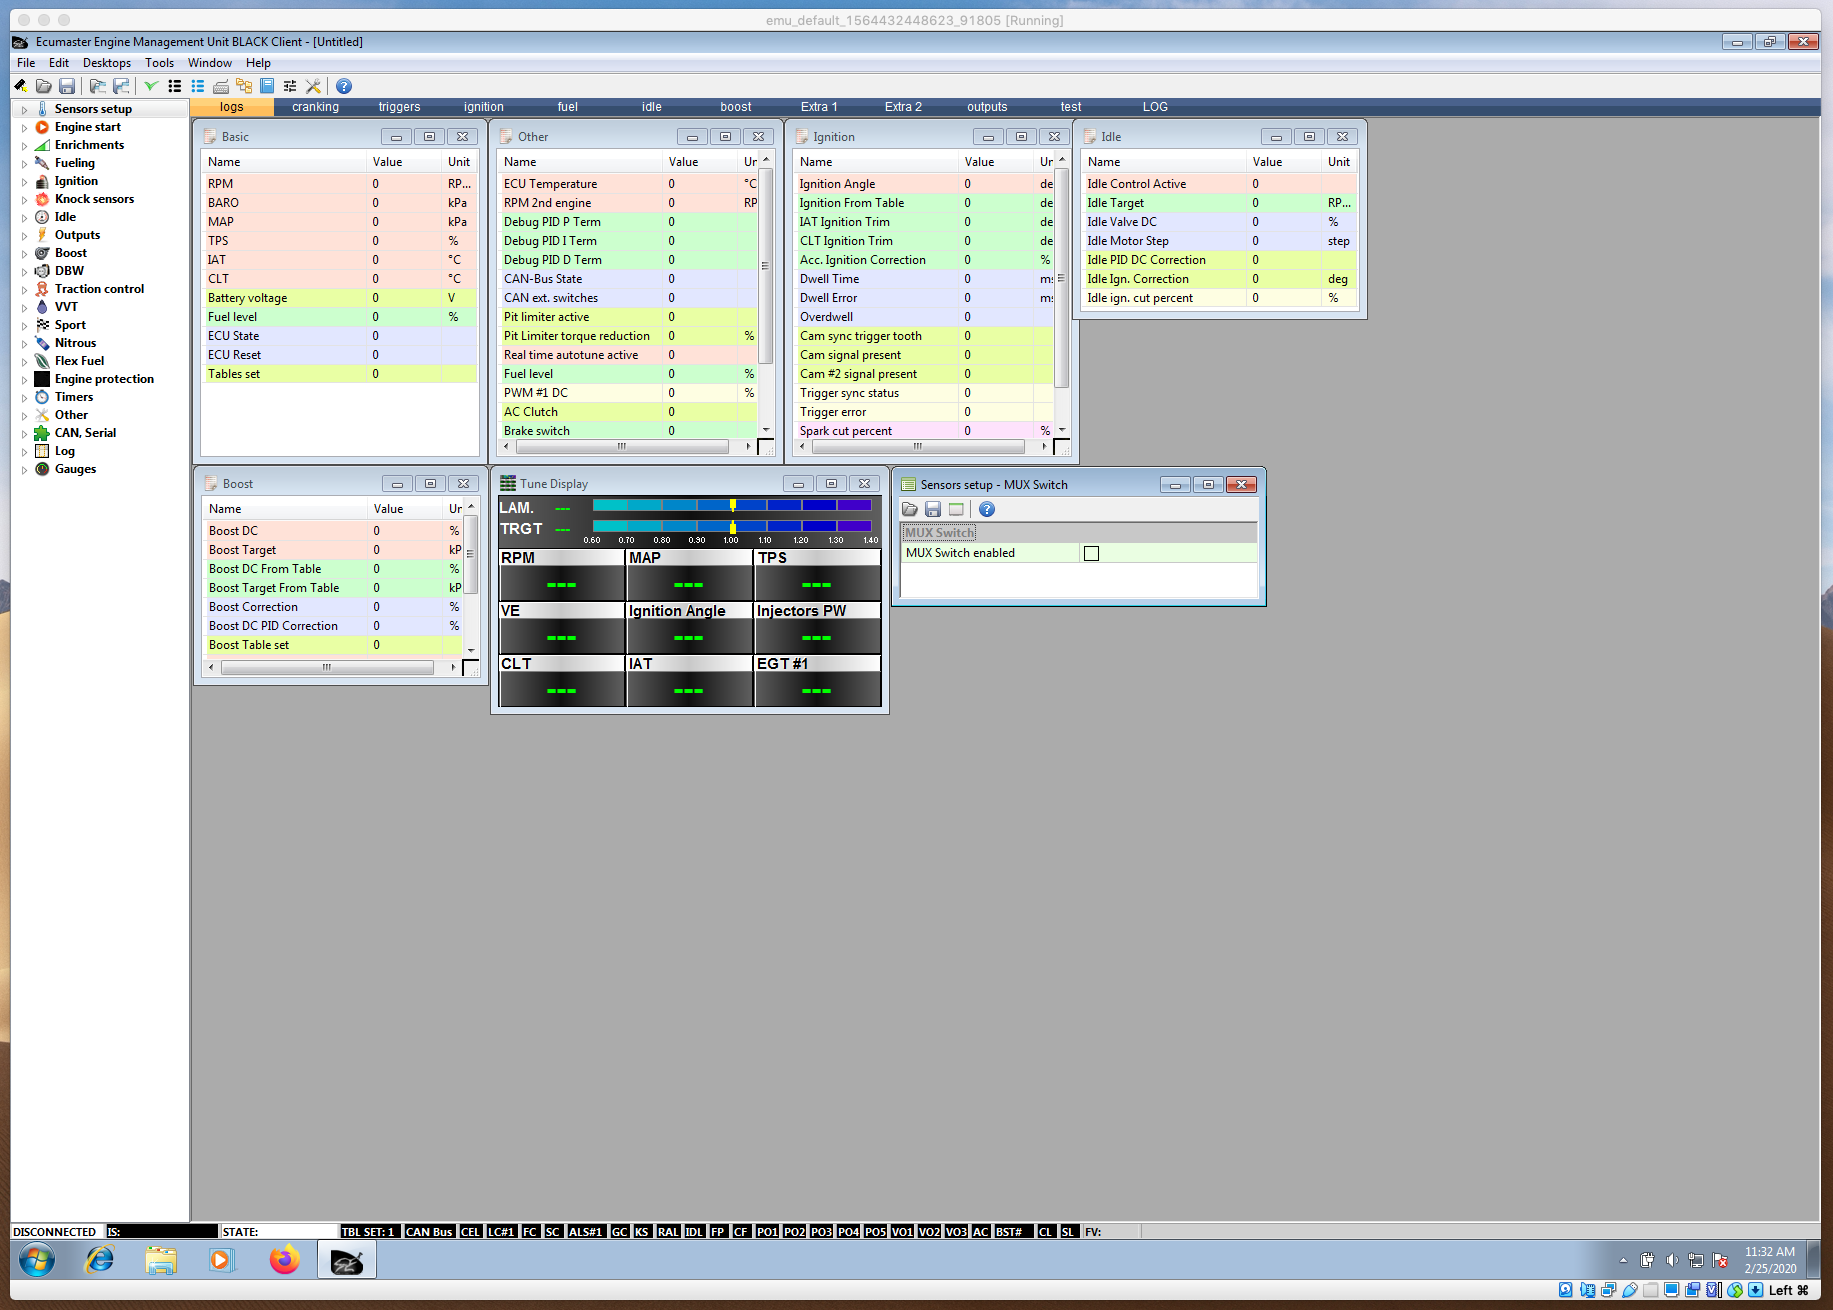 emu_default_1564432448623_91805 [Running]
Ecumaster Engine Management Unit BLACK Client - [Untitled]
File Edit Desktops Tools Window Help
logs cranking triggers ignition fuel idle boost Extra 1 Extra 2 outputs test LOG
Sensors setup
Engine start
Enrichments
Fueling
Ignition
Knock sensors
Idle
Outputs
Boost
DBW
Traction control
VVT
Sport
Nitrous
Flex Fuel
Engine protection
Timers
Other
CAN, Serial
Log
Gauges
Basic
Name Value Unit
RPM 0 RP...
BARO 0 kPa
MAP 0 kPa
TPS 0 %
IAT 0 °C
CLT 0 °C
Battery voltage 0 V
Fuel level 0 %
ECU State 0
ECU Reset 0
Tables set 0
Other
Name Value Ur
ECU Temperature 0 °C
RPM 2nd engine 0 RP
Debug PID P Term 0
Debug PID I Term 0
Debug PID D Term 0
CAN-Bus State 0
CAN ext. switches 0
Pit limiter active 0
Pit Limiter torque reduction 0 %
Real time autotune active 0
Fuel level 0 %
PWM #1 DC 0 %
AC Clutch 0
Brake switch 0
Ignition
Name Value Ur
Ignition Angle 0 de
Ignition From Table 0 de
IAT Ignition Trim 0 de
CLT Ignition Trim 0 de
Acc. Ignition Correction 0 %
Dwell Time 0 ms
Dwell Error 0 ms
Overdwell 0
Cam sync trigger tooth 0
Cam signal present 0
Cam #2 signal present 0
Trigger sync status 0
Trigger error 0
Spark cut percent 0 %
Idle
Name Value Unit
Idle Control Active 0
Idle Target 0 RP...
Idle Valve DC 0 %
Idle Motor Step 0 step
Idle PID DC Correction 0
Idle Ign. Correction 0 deg
Idle ign. cut percent 0 %
Boost
Name Value Ur
Boost DC 0 %
Boost Target 0 kP
Boost DC From Table 0 %
Boost Target From Table 0 kP
Boost Correction 0 %
Boost DC PID Correction 0 %
Boost Table set 0
Tune Display
LAM. ---
TRGT ---
0.60 0.70 0.80 0.90 1.00 1.10 1.20 1.30 1.40
RPM MAP TPS
--- --- ---
VE Ignition Angle Injectors PW
--- --- ---
CLT IAT EGT #1
--- --- ---
Sensors setup - MUX Switch
MUX Switch
MUX Switch enabled
DISCONNECTED IS: STATE: TBL SET: 1 CAN Bus CEL LC#1 FC SC ALS#1 GC KS RAL IDL FP CF PO1 PO2 PO3 PO4 PO5 VO1 VO2 VO3 AC BST# CL SL FV:
11:32 AM
2/25/2020
Left ⌘